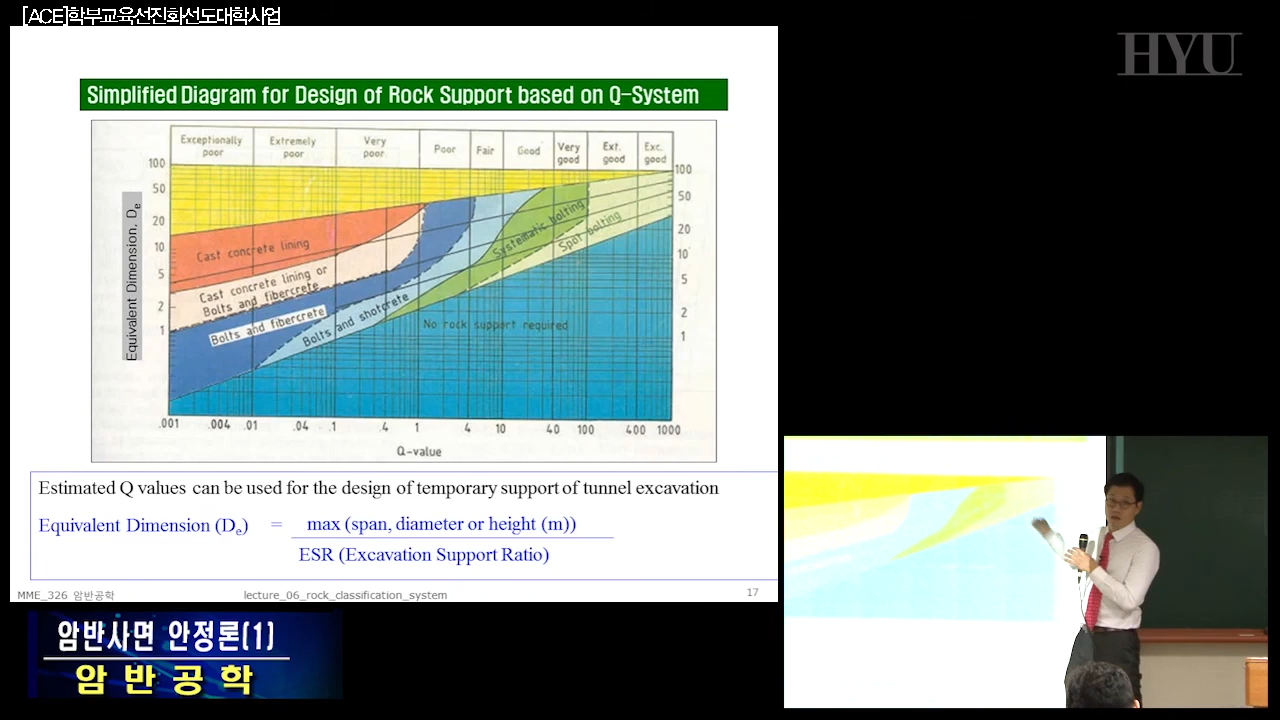 [ACE]학부교육선진화선도대학사업
HYU
Simplified Diagram for Design of Rock Support based on Q-System
Exceptionally poor
Extremely poor
Very poor
Poor
Fair
Good
Very good
Ext. good
Exc. good
100
50
20
10
5
2
1
100
50
20
10
5
2
1
Equivalent Dimension, De
Cast concrete lining
Cast concrete lining or
Bolts and fibercrete
Bolts and fibercrete
Bolts and shotcrete
Systematic bolting
Spot bolting
No rock support required
.001 .004 .01 .04 .1 .4 1 4 10 40 100 400 1000
Q-value
Estimated Q values can be used for the design of temporary support of tunnel excavation
Equivalent Dimension (De) = max (span, diameter or height (m))
ESR (Excavation Support Ratio)
MME_326 암반공학 lecture_06_rock_classification_system 17
암반사면 안정론(1)
암반공학